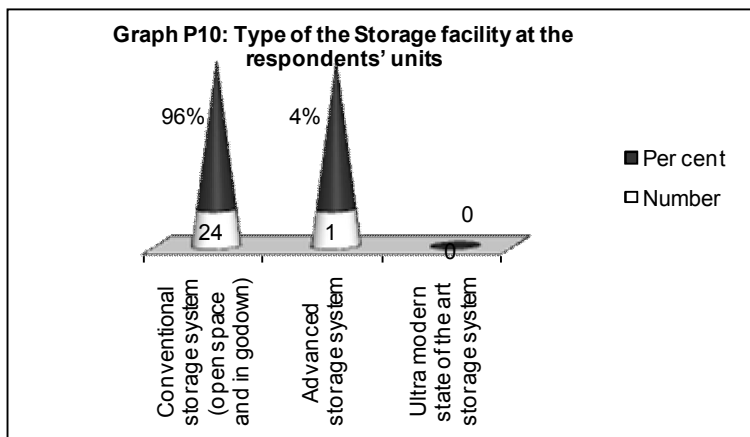 Graph P10: Type of the Storage facility at the
respondents' units
96%
4%
0
24
1
0
Per cent
Number
Conventional
storage system
(open space
and in godown)
Advanced
storage system
Ultra modern
state of the art
storage system